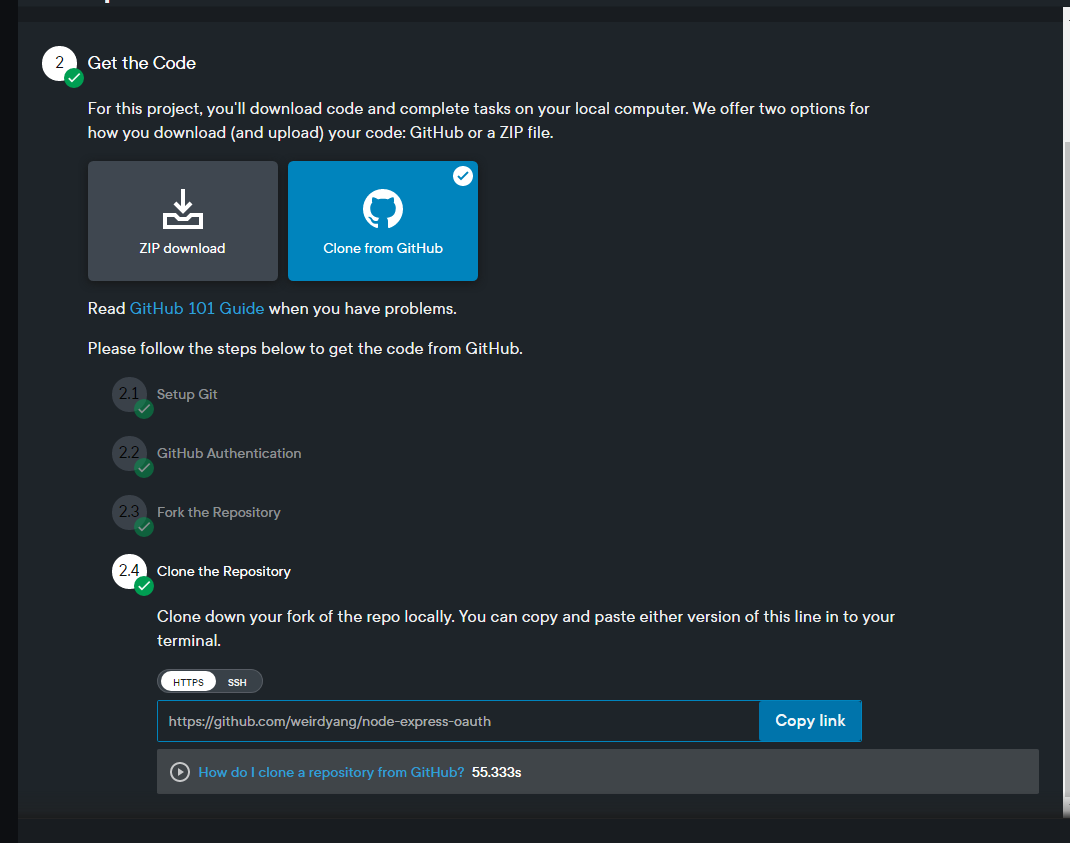 2 Get the Code
For this project, you'll download code and complete tasks on your local computer. We offer two options for
how you download (and upload) your code: GitHub or a ZIP file.
ZIP download
Clone from GitHub
Read GitHub 101 Guide when you have problems.
Please follow the steps below to get the code from GitHub.
2.1 Setup Git
2.2 GitHub Authentication
2.3 Fork the Repository
2.4 Clone the Repository
Clone down your fork of the repo locally. You can copy and paste either version of this line in to your
terminal.
HTTPS SSH
https://github.com/weirdyang/node-express-oauth Copy link
How do I clone a repository from GitHub? 55.333s